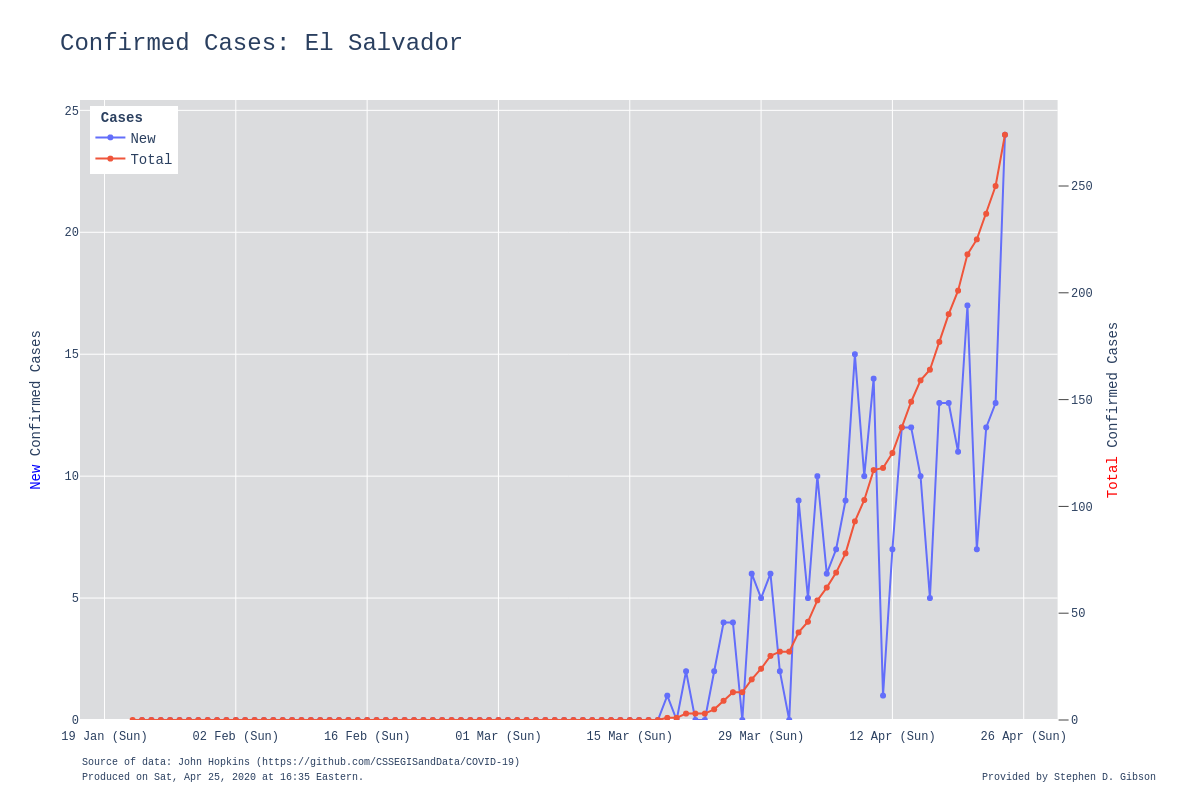 Confirmed Cases: El Salvador
Cases
New
Total
25
20
15
10
5
0
250
200
150
100
50
0
New Confirmed Cases
Total Confirmed Cases
19 Jan (Sun) 02 Feb (Sun) 16 Feb (Sun) 01 Mar (Sun) 15 Mar (Sun) 29 Mar (Sun) 12 Apr (Sun) 26 Apr (Sun)
Source of data: John Hopkins (https://github.com/CSSEGISandData/COVID-19)
Produced on Sat, Apr 25, 2020 at 16:35 Eastern.
Provided by Stephen D. Gibson